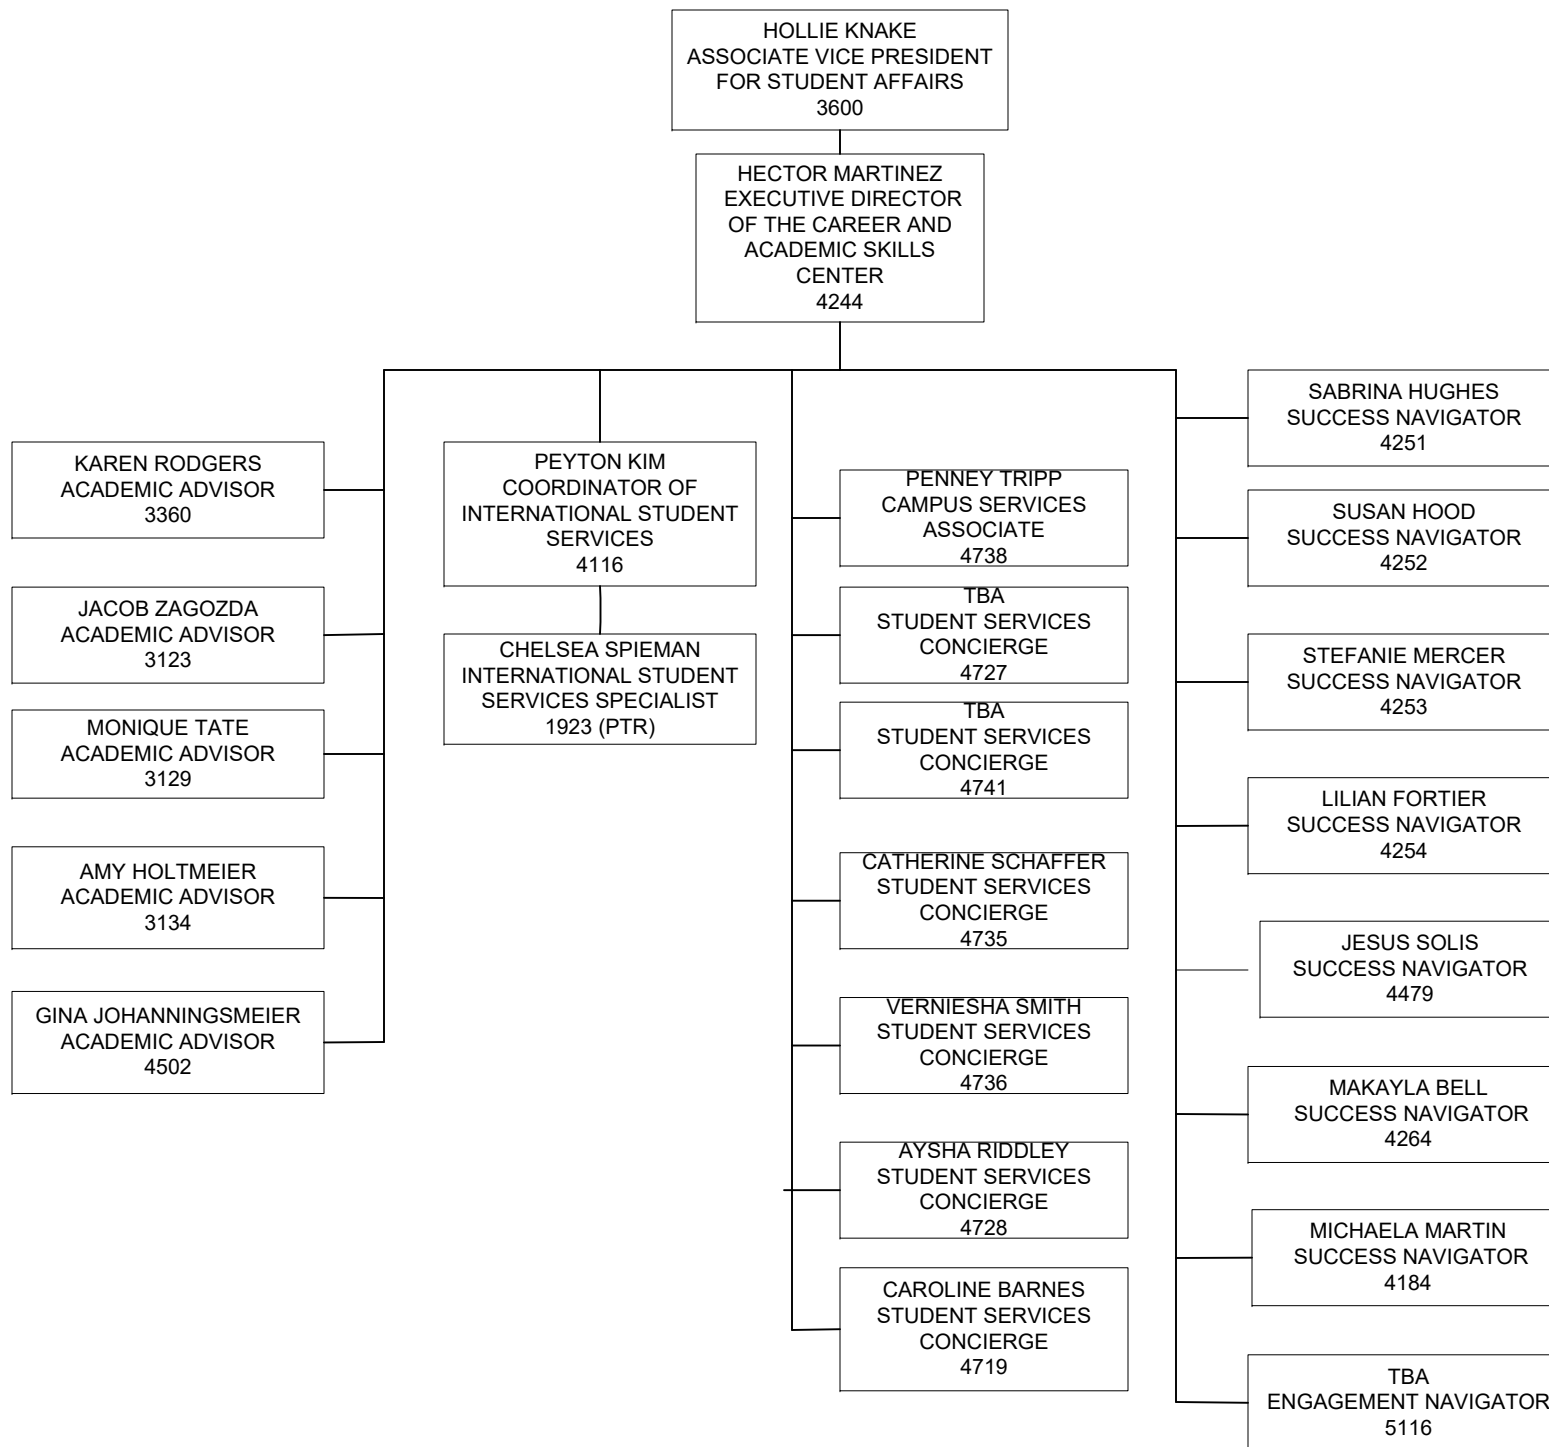 HOLLIE KNAKE
ASSOCIATE VICE PRESIDENT
FOR STUDENT AFFAIRS
3600
HECTOR MARTINEZ
EXECUTIVE DIRECTOR
OF THE CAREER AND
ACADEMIC SKILLS
CENTER
4244
KAREN RODGERS
ACADEMIC ADVISOR
3360
JACOB ZAGOZDA
ACADEMIC ADVISOR
3123
MONIQUE TATE
ACADEMIC ADVISOR
3129
AMY HOLTMEIER
ACADEMIC ADVISOR
3134
GINA JOHANNINGSMEIER
ACADEMIC ADVISOR
4502
PEYTON KIM
COORDINATOR OF
INTERNATIONAL STUDENT
SERVICES
4116
CHELSEA SPIEMAN
INTERNATIONAL STUDENT
SERVICES SPECIALIST
1923 (PTR)
PENNEY TRIPP
CAMPUS SERVICES
ASSOCIATE
4738
TBA
STUDENT SERVICES
CONCIERGE
4727
TBA
STUDENT SERVICES
CONCIERGE
4741
CATHERINE SCHAFFER
STUDENT SERVICES
CONCIERGE
4735
VERNIESHA SMITH
STUDENT SERVICES
CONCIERGE
4736
AYSHA RIDDLEY
STUDENT SERVICES
CONCIERGE
4728
CAROLINE BARNES
STUDENT SERVICES
CONCIERGE
4719
SABRINA HUGHES
SUCCESS NAVIGATOR
4251
SUSAN HOOD
SUCCESS NAVIGATOR
4252
STEFANIE MERCER
SUCCESS NAVIGATOR
4253
LILIAN FORTIER
SUCCESS NAVIGATOR
4254
JESUS SOLIS
SUCCESS NAVIGATOR
4479
MAKAYLA BELL
SUCCESS NAVIGATOR
4264
MICHAELA MARTIN
SUCCESS NAVIGATOR
4184
TBA
ENGAGEMENT NAVIGATOR
5116